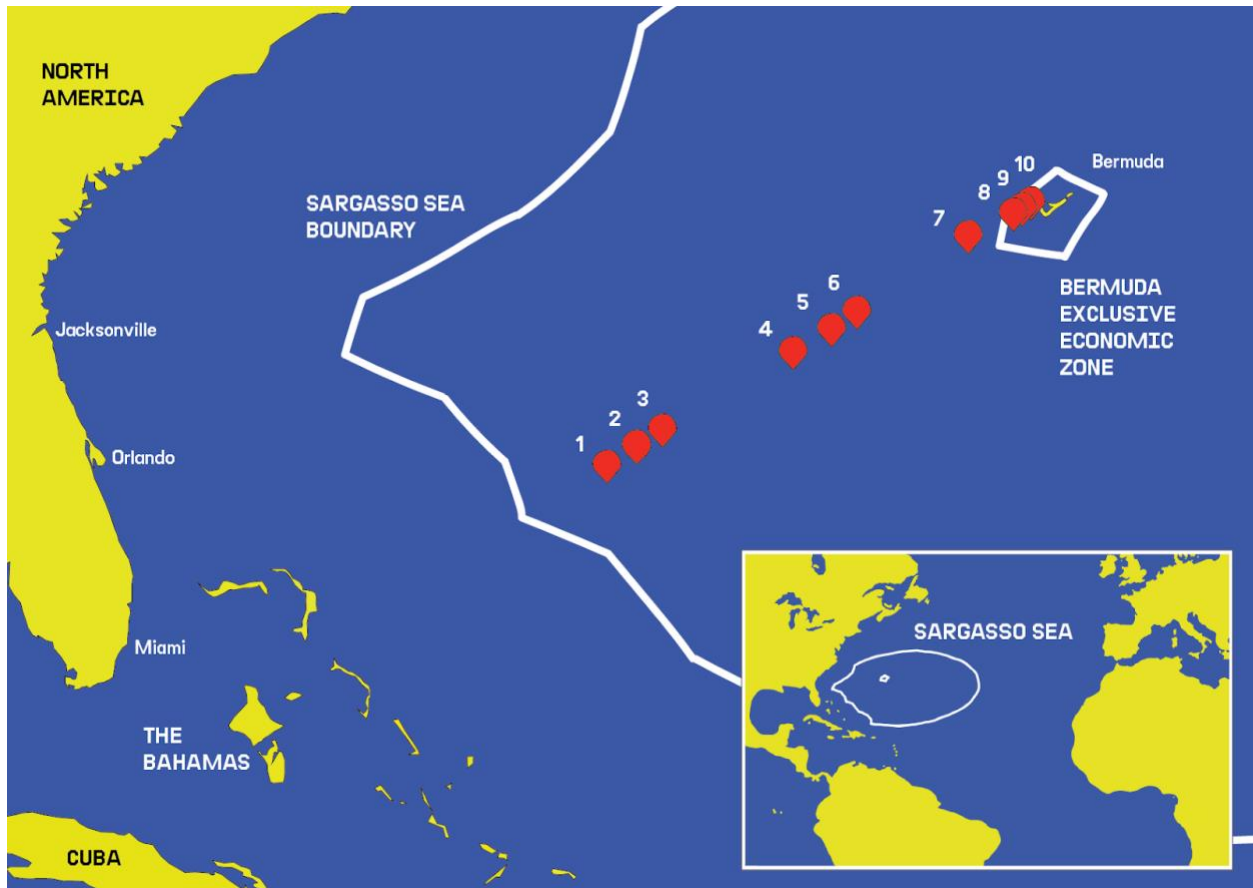 NORTH
AMERICA
SARGASSO SEA
BOUNDARY
Jacksonville
Orlando
Miami
THE
BAHAMAS
CUBA
1
2
3
4
5
6
7
8
9
10
Bermuda
BERMUDA
EXCLUSIVE
ECONOMIC
ZONE
SARGASSO SEA